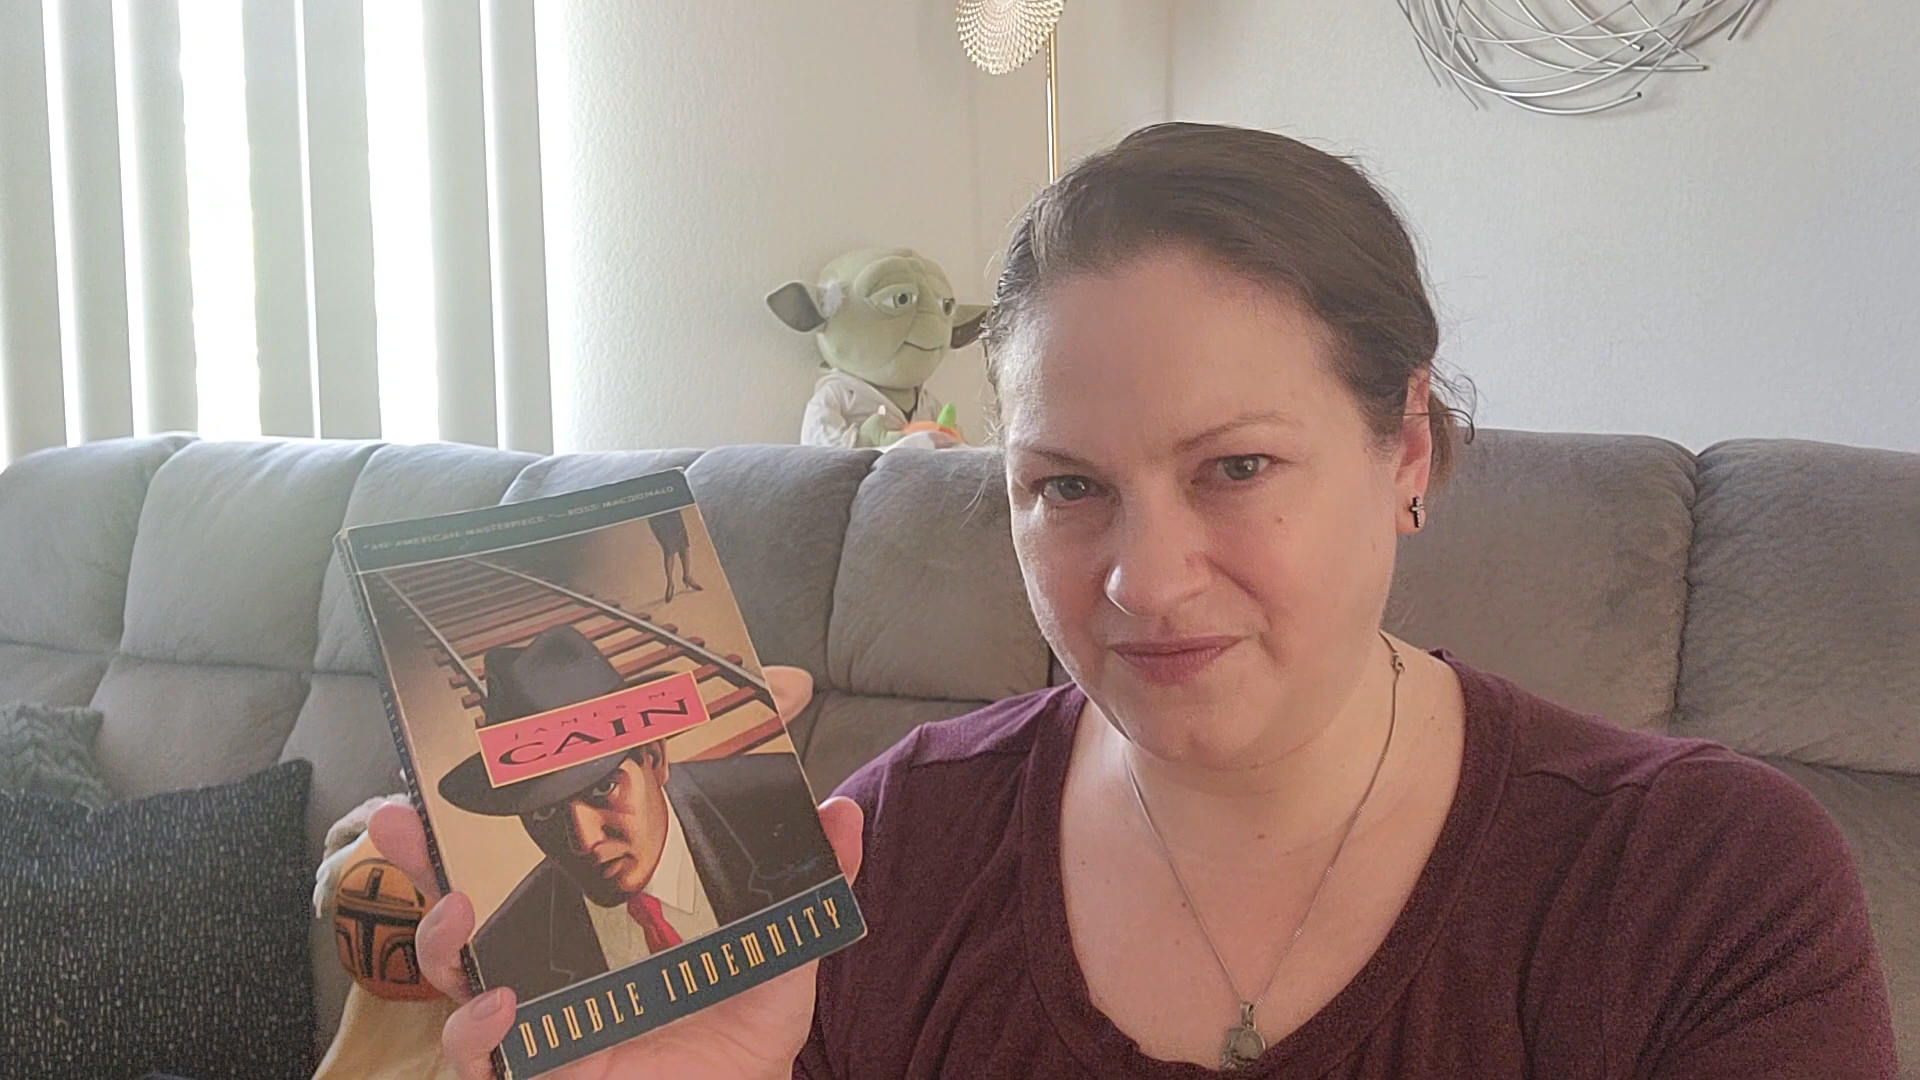 "AN AMERICAN MASTERPIECE."—ROSS MACDONALD
JAMES M.
CAIN
DOUBLE INDEMNITY